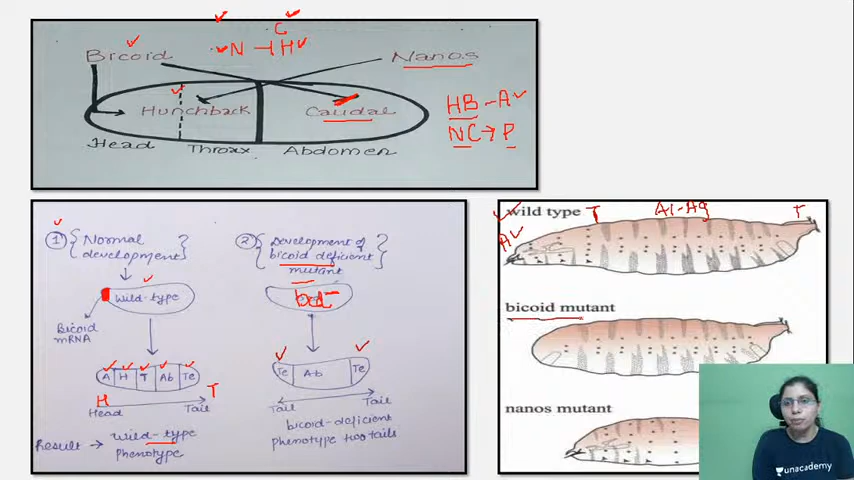 C
Bicoid N ⊣ H Nanos
Hunchback Caudal
HB - A
NC → P
Head Throxx Abdomen
① Normal
development
wild-type
Bicoid
mRNA
A H T Ab Te
H T
Head Tail
Result → wild-type
Phenotype
② Development of
bicoid deficient
mutant
bcd⁻
Te Ab Te
Tail Tail
bicoid-deficient
phenotype two tails
wild type T A1-A8 T
A
bicoid mutant
nanos mutant
unacademy